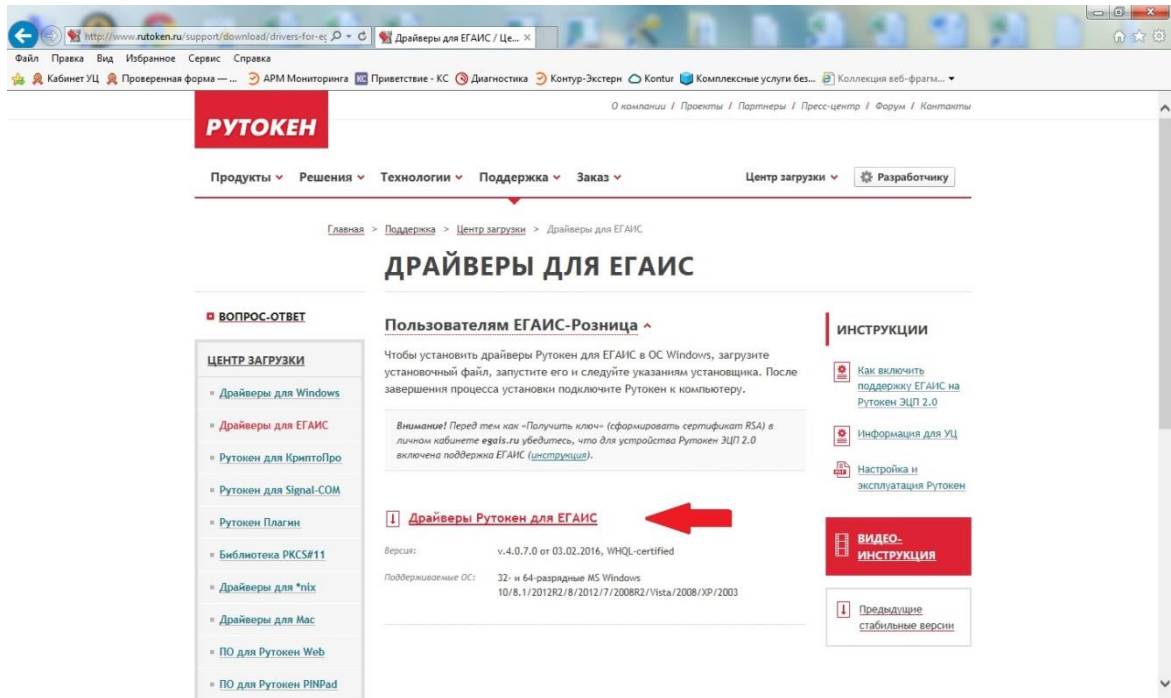 http://www.rutoken.ru/support/download/drivers-for-eg
Драйверы для ЕГАИС / Це...
Файл Правка Вид Избранное Сервис Справка
Кабинет УЦ Проверенная форма — ... АРМ Мониторинга Приветствие - КС Диагностика Контур-Экстерн Kontur Комплексные услуги без... Коллекция веб-фрагм...
О компании / Проекты / Партнеры / Пресс-центр / Форум / Контакты
РУТОКЕН
Продукты Решения Технологии Поддержка Заказ Центр загрузки Разработчику
Главная > Поддержка > Центр загрузки > Драйверы для ЕГАИС
ДРАЙВЕРЫ ДЛЯ ЕГАИС
ВОПРОС-ОТВЕТ
ЦЕНТР ЗАГРУЗКИ
Драйверы для Windows
Драйверы для ЕГАИС
Рутокен для КриптоПро
Рутокен для Signal-COM
Рутокен Плагин
Библиотека PKCS#11
Драйверы для *nix
Драйверы для Mac
ПО для Рутокен Web
ПО для Рутокен PINPad
Пользователям ЕГАИС-Розница
Чтобы установить драйверы Рутокен для ЕГАИС в ОС Windows, загрузите
установочный файл, запустите его и следуйте указаниям установщика. После
завершения процесса установки подключите Рутокен к компьютеру.
Внимание! Перед тем как «Получить ключ» (сформировать сертификат RSA) в
личном кабинете egais.ru убедитесь, что для устройства Рутокен ЭЦП 2.0
включена поддержка ЕГАИС (инструкция).
Драйверы Рутокен для ЕГАИС
Версия: v.4.0.7.0 от 03.02.2016, WHQL-certified
Поддерживаемые ОС: 32- и 64-разрядные MS Windows
10/8.1/2012R2/8/2012/7/2008R2/Vista/2008/XP/2003
ИНСТРУКЦИИ
Как включить
поддержку ЕГАИС на
Рутокен ЭЦП 2.0
Информация для УЦ
Настройка и
эксплуатация Рутокен
ВИДЕО-
ИНСТРУКЦИЯ
Предыдущие
стабильные версии